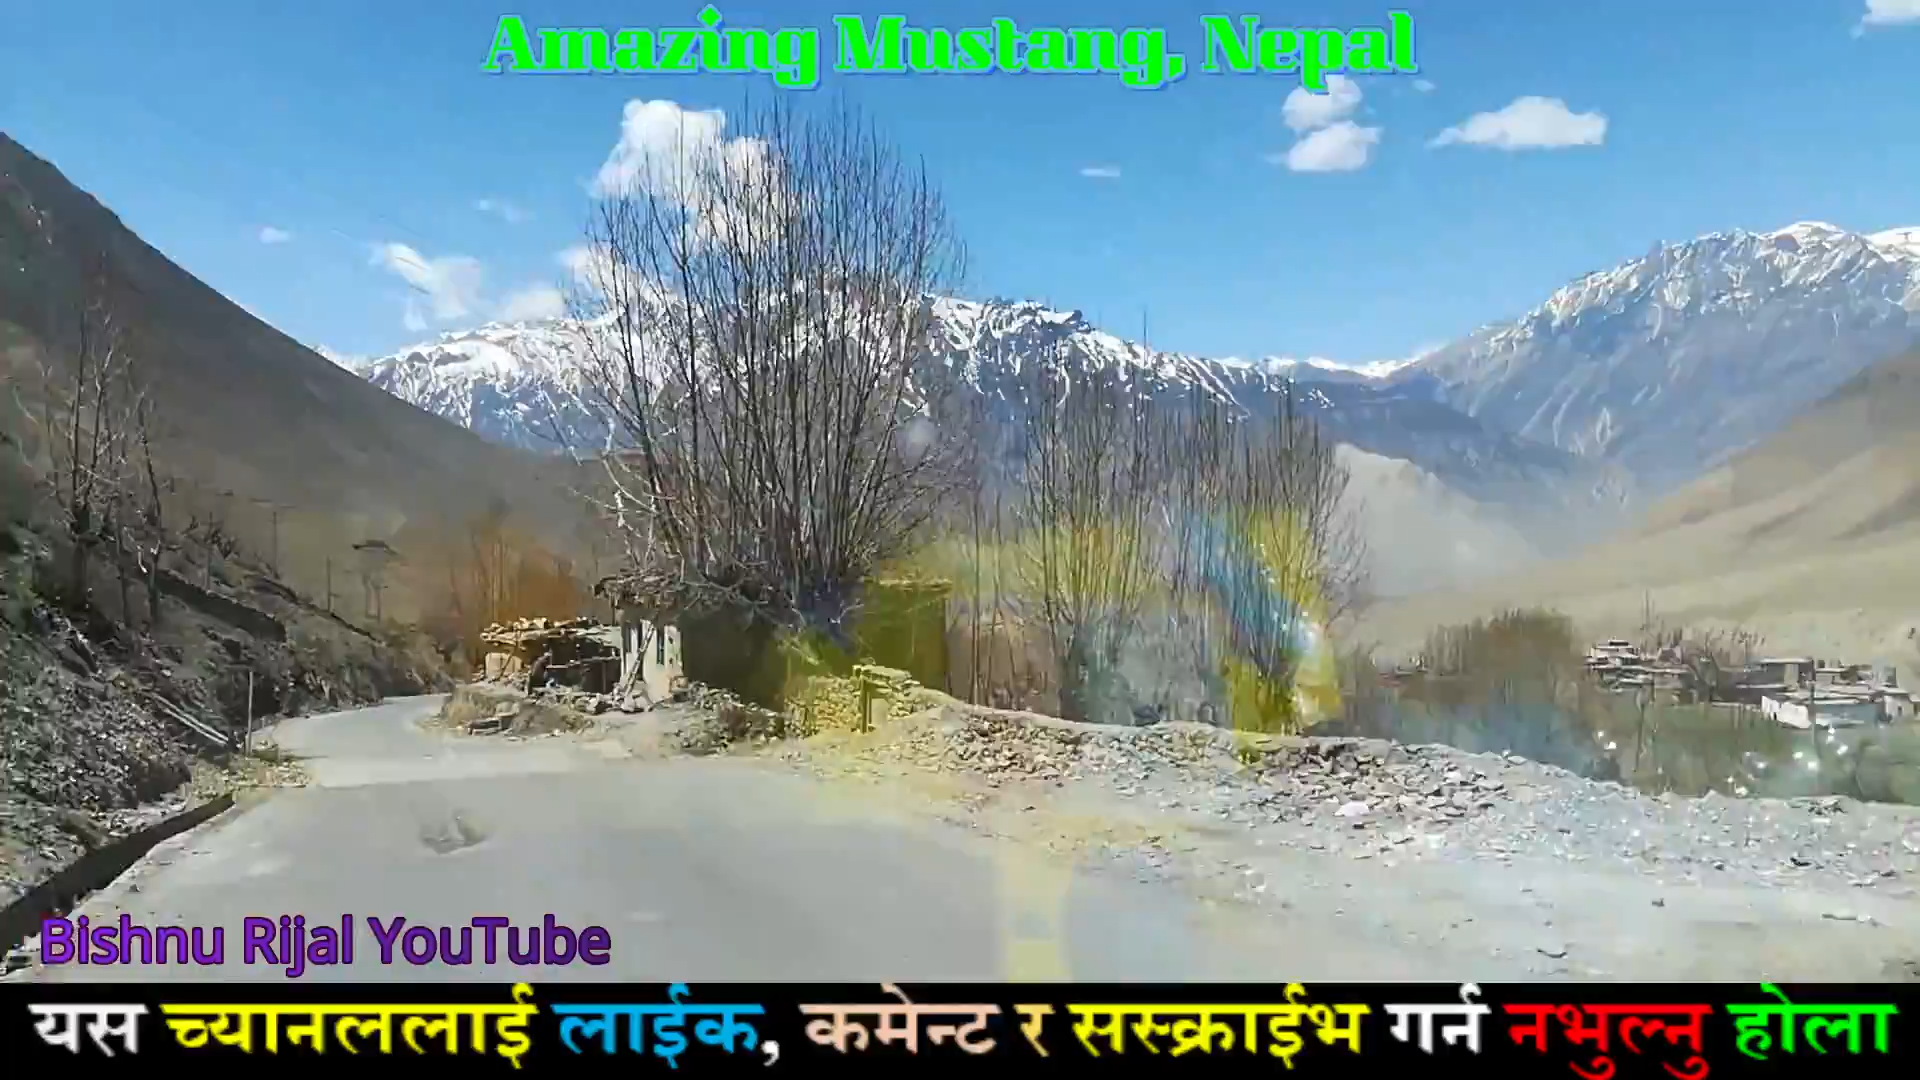 Amazing Mustang, Nepal
Bishnu Rijal YouTube
यस च्यानललाई लाईक, कमेन्ट र सस्क्राईभ गर्न नभुल्नु होला